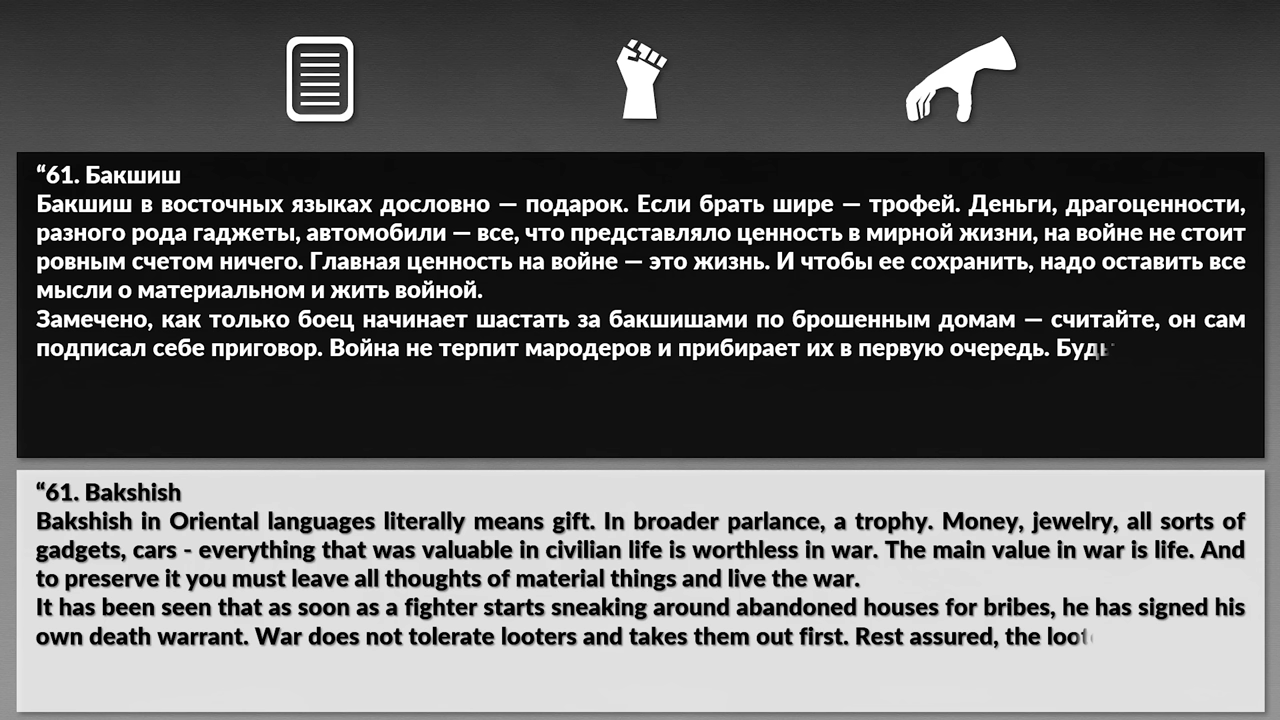 “61. Бакшиш
Бакшиш в восточных языках дословно — подарок. Если брать шире — трофей. Деньги, драгоценности,
разного рода гаджеты, автомобили — все, что представляло ценность в мирной жизни, на войне не стоит
ровным счетом ничего. Главная ценность на войне — это жизнь. И чтобы ее сохранить, надо оставить все
мысли о материальном и жить войной.
Замечено, как только боец начинает шастать за бакшишами по брошенным домам — считайте, он сам
подписал себе приговор. Война не терпит мародеров и прибирает их в первую очередь.
“61. Bakshish
Bakshish in Oriental languages literally means gift. In broader parlance, a trophy. Money, jewelry, all sorts of
gadgets, cars - everything that was valuable in civilian life is worthless in war. The main value in war is life. And
to preserve it you must leave all thoughts of material things and live the war.
It has been seen that as soon as a fighter starts sneaking around abandoned houses for bribes, he has signed his
own death warrant. War does not tolerate looters and takes them out first. Rest assured, the